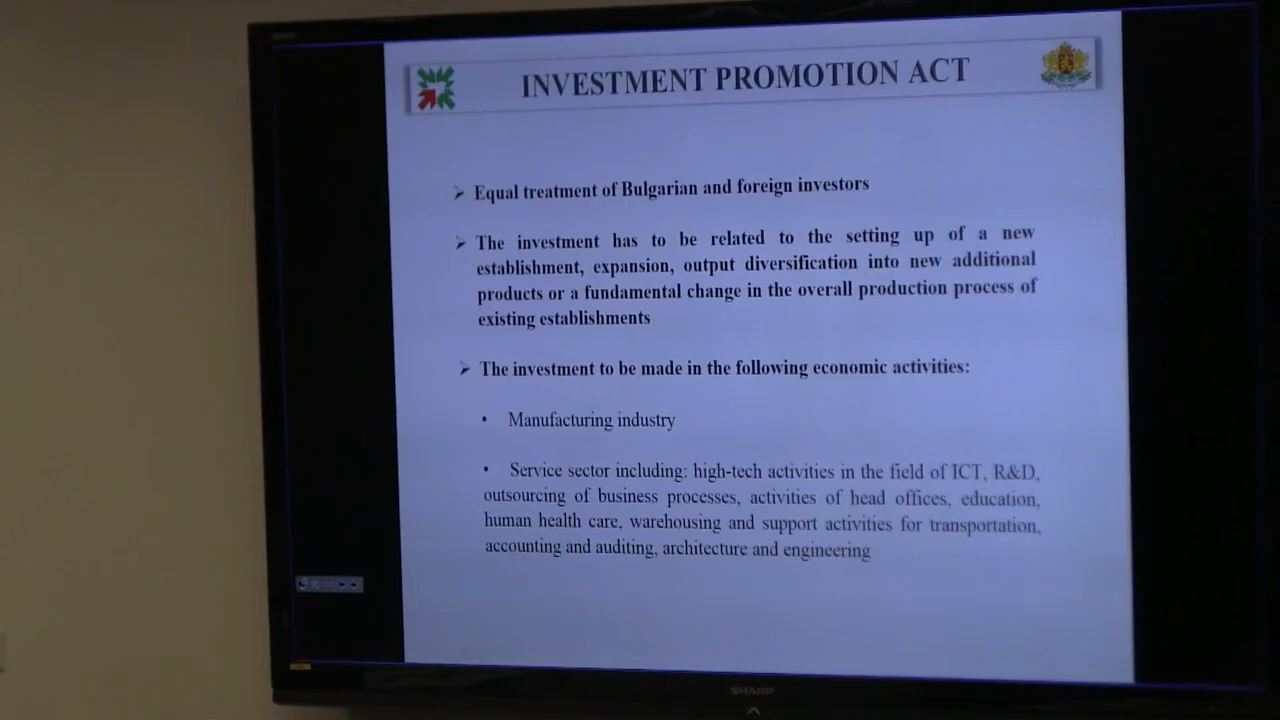 INVESTMENT PROMOTION ACT
➢ Equal treatment of Bulgarian and foreign investors
➢ The investment has to be related to the setting up of a new
establishment, expansion, output diversification into new additional
products or a fundamental change in the overall production process of
existing establishments
➢ The investment to be made in the following economic activities:
• Manufacturing industry
• Service sector including: high-tech activities in the field of ICT, R&D,
outsourcing of business processes, activities of head offices, education,
human health care, warehousing and support activities for transportation,
accounting and auditing, architecture and engineering
SHARP